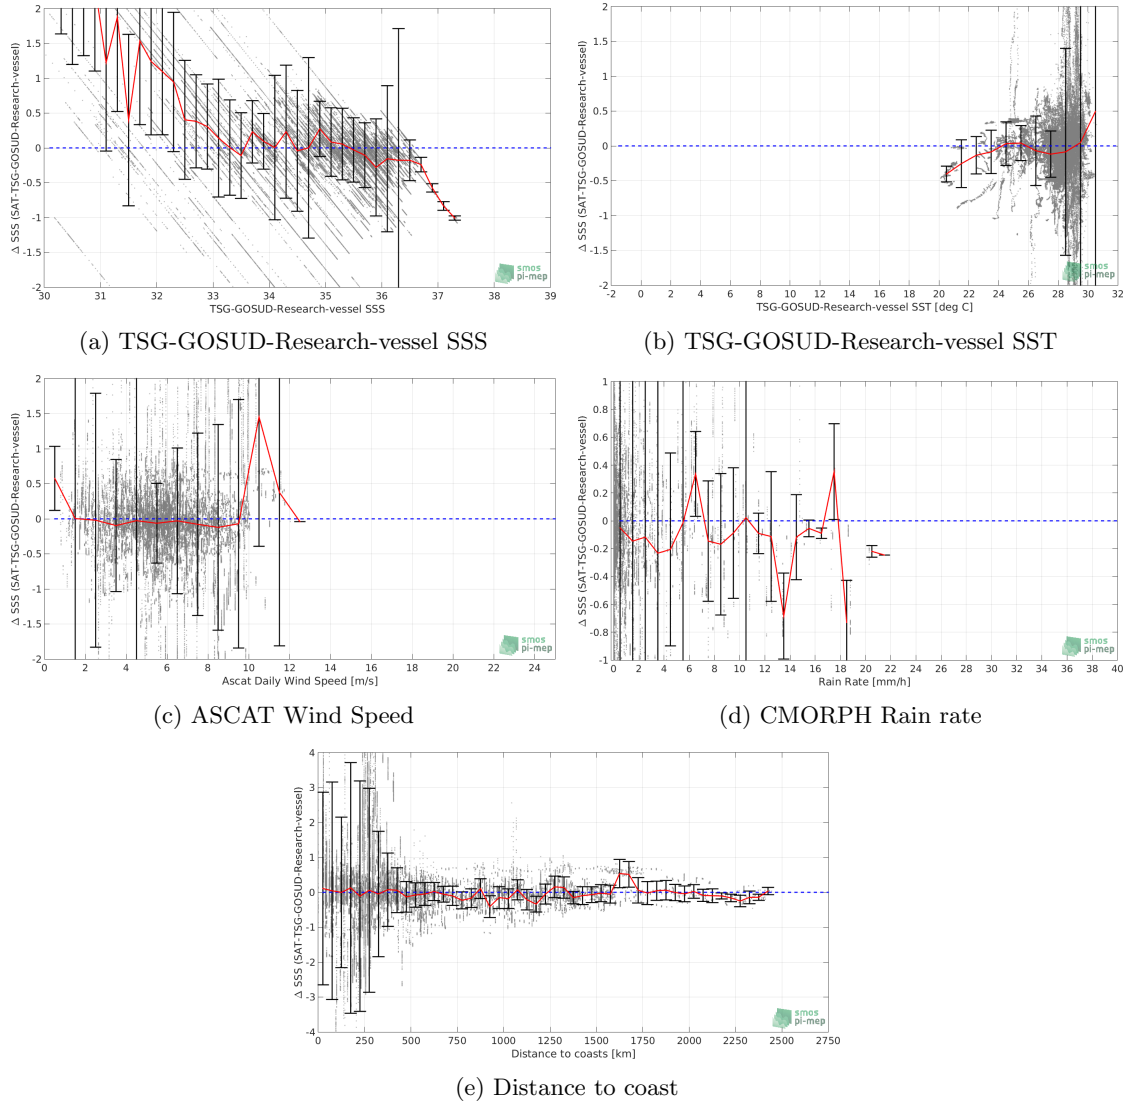 2
1.5
1
0.5
0
-0.5
-1
-1.5
-2
Δ SSS (SAT-TSG-GOSUD-Research-vessel)
30 31 32 33 34 35 36 37 38 39
TSG-GOSUD-Research-vessel SSS
smos
pi-mep
(a) TSG-GOSUD-Research-vessel SSS
2
1.5
1
0.5
0
-0.5
-1
-1.5
-2
Δ SSS (SAT-TSG-GOSUD-Research-vessel)
-2 0 2 4 6 8 10 12 14 16 18 20 22 24 26 28 30 32
TSG-GOSUD-Research-vessel SST [deg C]
smos
pi-mep
(b) TSG-GOSUD-Research-vessel SST
2
1.5
1
0.5
0
-0.5
-1
-1.5
-2
Δ SSS (SAT-TSG-GOSUD-Research-vessel)
0 2 4 6 8 10 12 14 16 18 20 22 24
Ascat Daily Wind Speed [m/s]
smos
pi-mep
(c) ASCAT Wind Speed
1
0.8
0.6
0.4
0.2
0
-0.2
-0.4
-0.6
-0.8
-1
Δ SSS (SAT-TSG-GOSUD-Research-vessel)
0 2 4 6 8 10 12 14 16 18 20 22 24 26 28 30 32 34 36 38 40
Rain Rate [mm/h]
smos
pi-mep
(d) CMORPH Rain rate
4
3
2
1
0
-1
-2
-3
-4
Δ SSS (SAT-TSG-GOSUD-Research-vessel)
0 250 500 750 1000 1250 1500 1750 2000 2250 2500 2750
Distance to coasts [km]
smos
pi-mep
(e) Distance to coast